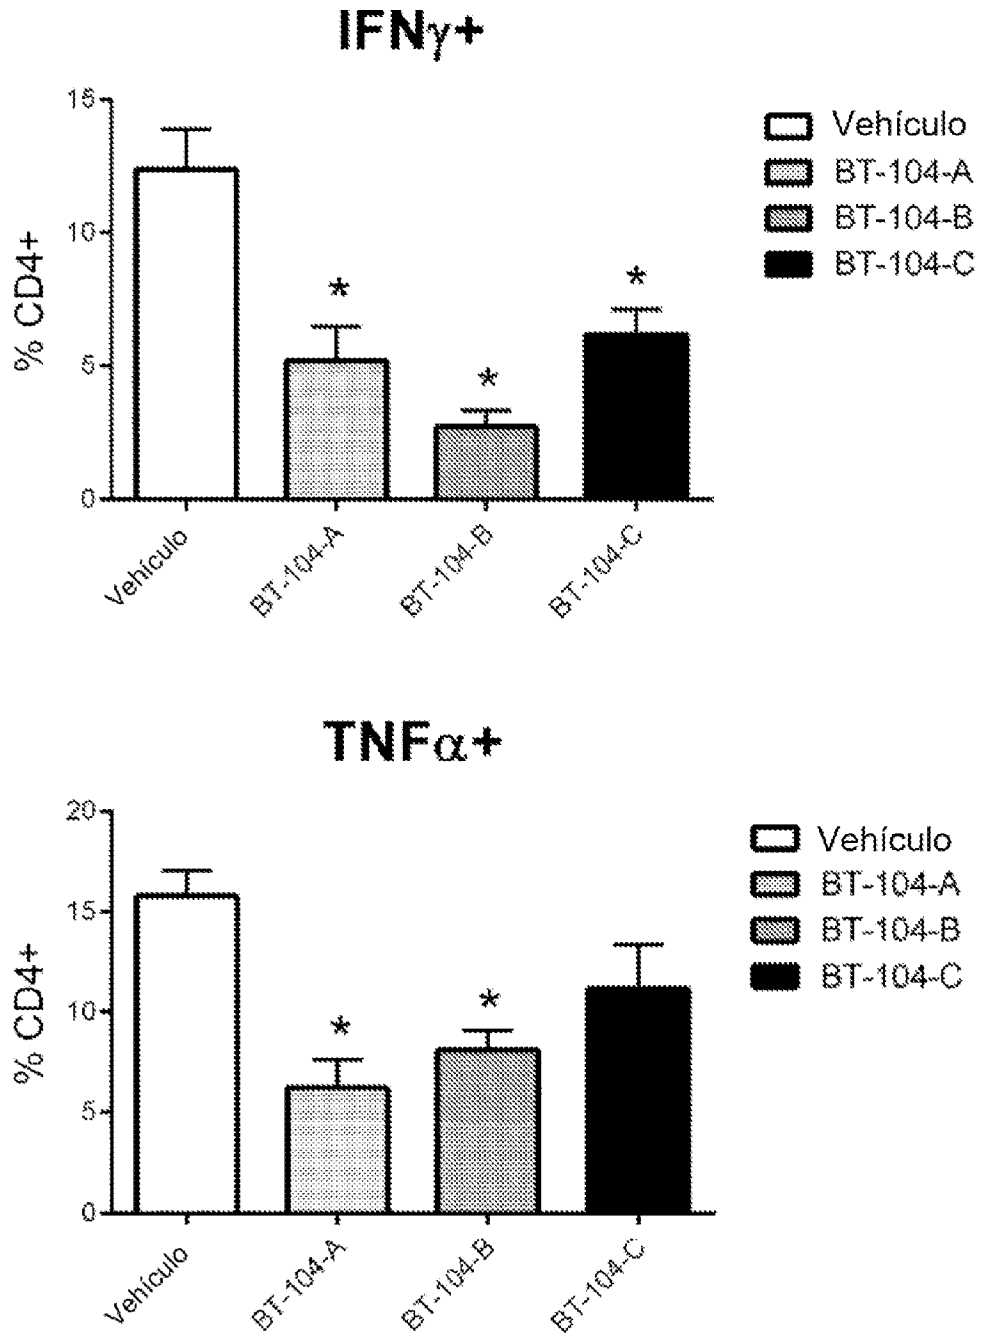 IFNγ+
15
10
5
0
% CD4+
*
*
*
Vehículo
BT-104-A
BT-104-B
BT-104-C
Vehículo
BT-104-A
BT-104-B
BT-104-C
TNFα+
20
15
10
5
0
% CD4+
*
*
Vehículo
BT-104-A
BT-104-B
BT-104-C
Vehículo
BT-104-A
BT-104-B
BT-104-C